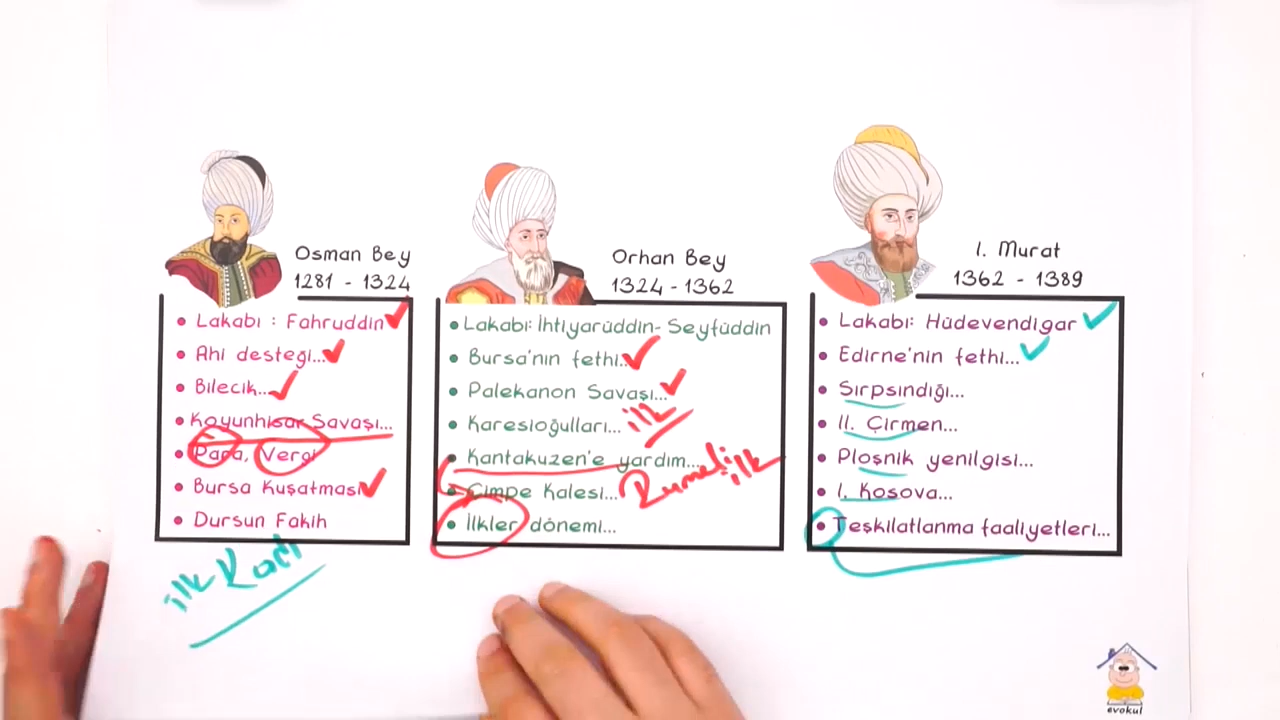 Osman Bey
1281 - 1324
Lakabı : Fahruddin
Ahi desteği...
Bilecik...
Koyunhisar Savaşı...
Para, Vergi
Bursa Kuşatması
Dursun Fakih
ilk Kadı
Orhan Bey
1324 - 1362
Lakabı: İhtiyarüddin- Seyfüddin
Bursa'nın fethi...
Palekanon Savaşı...
Karesioğulları... ilk
Kantakuzen'e yardım...
Çimpe Kalesi... Rumeli ilk
İlkler dönemi...
I. Murat
1362 - 1389
Lakabı: Hüdevendigar
Edirne'nin fethi...
Sırpsındığı...
II. Çirmen...
Ploşnik yenilgisi...
I. Kosova...
Teşkilatlanma faaliyetleri...
evokul